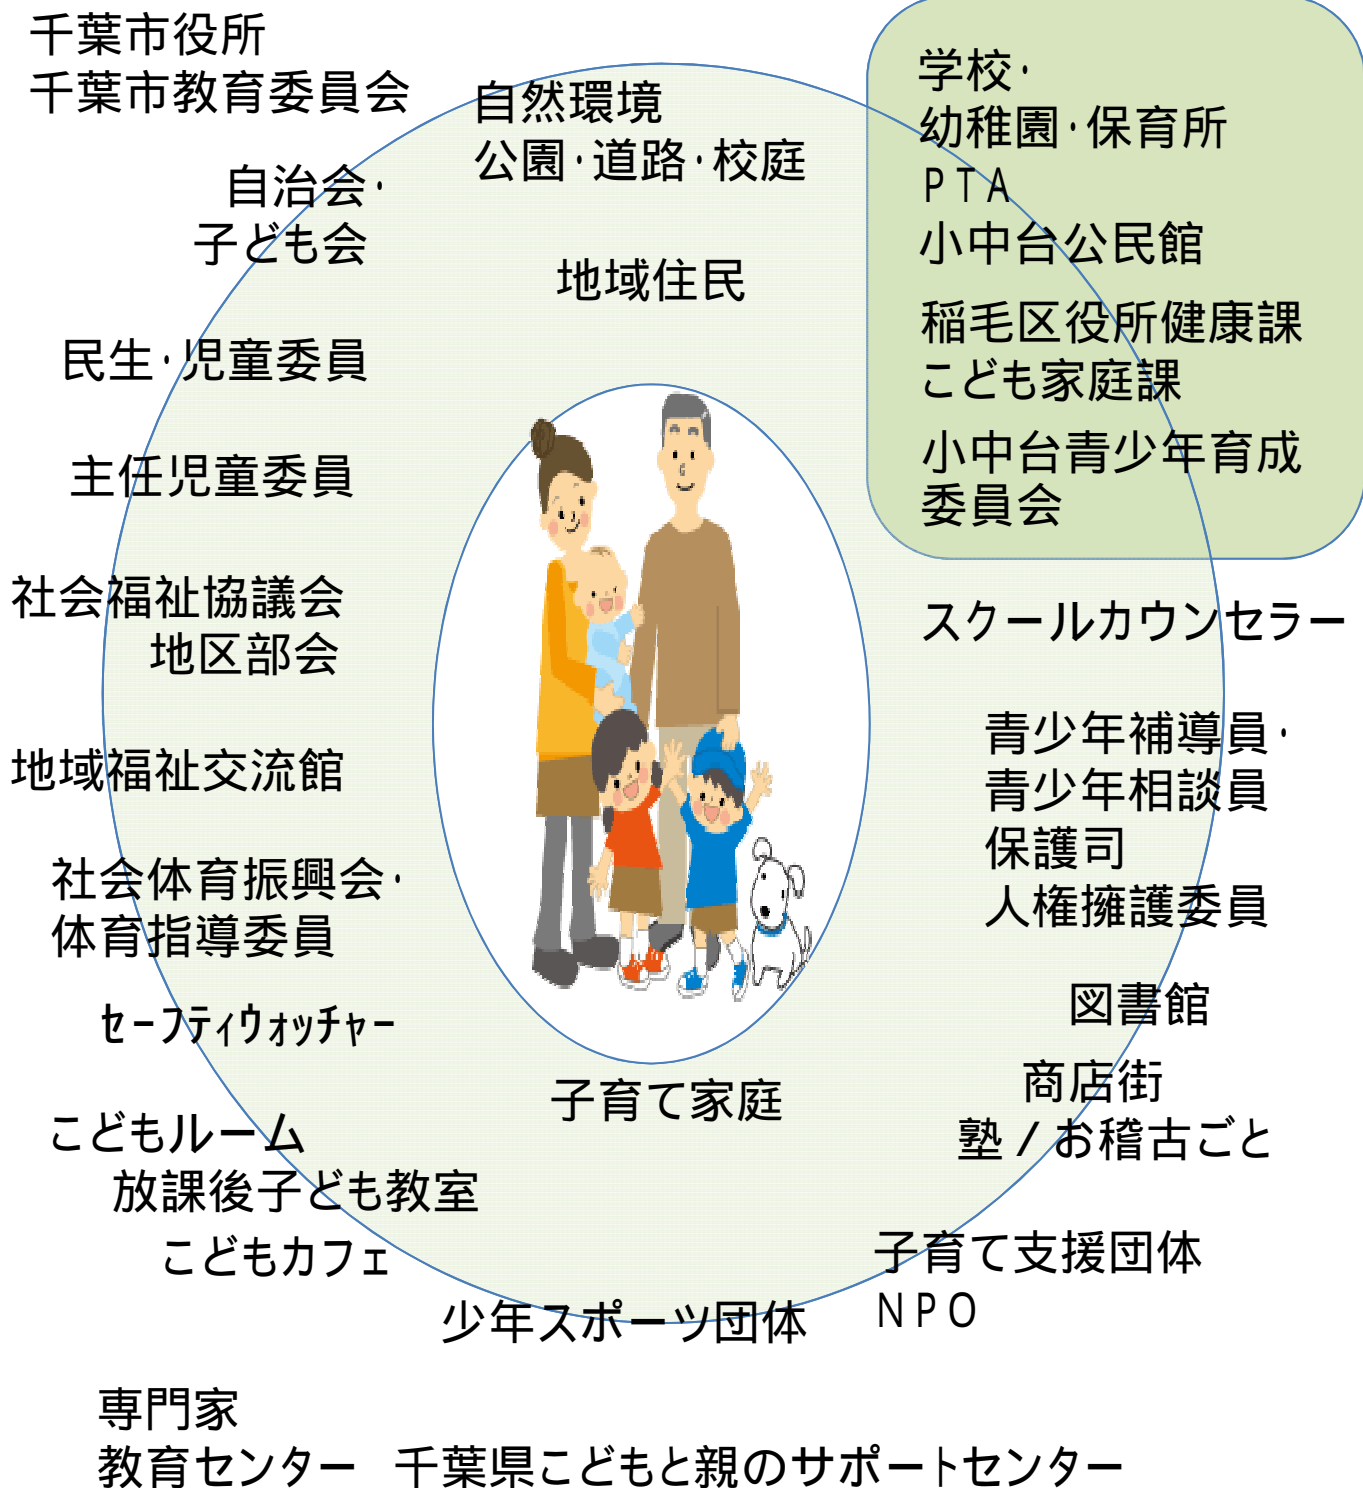 千葉市役所
千葉市教育委員会
自然環境
公園・道路・校庭
学校・
幼稚園・保育所
ＰＴＡ
小中台公民館
稲毛区役所健康課
こども家庭課
小中台青少年育成
委員会
自治会・
子ども会
地域住民
民生・児童委員
主任児童委員
社会福祉協議会
地区部会
地域福祉交流館
社会体育振興会・
体育指導委員
セーフティウォッチャー
こどもルーム
放課後子ども教室
こどもカフェ
子育て家庭
スクールカウンセラー
青少年補導員・
青少年相談員
保護司
人権擁護委員
図書館
商店街
塾／お稽古ごと
子育て支援団体
ＮＰＯ
少年スポーツ団体
専門家
教育センター　千葉県こどもと親のサポートセンター